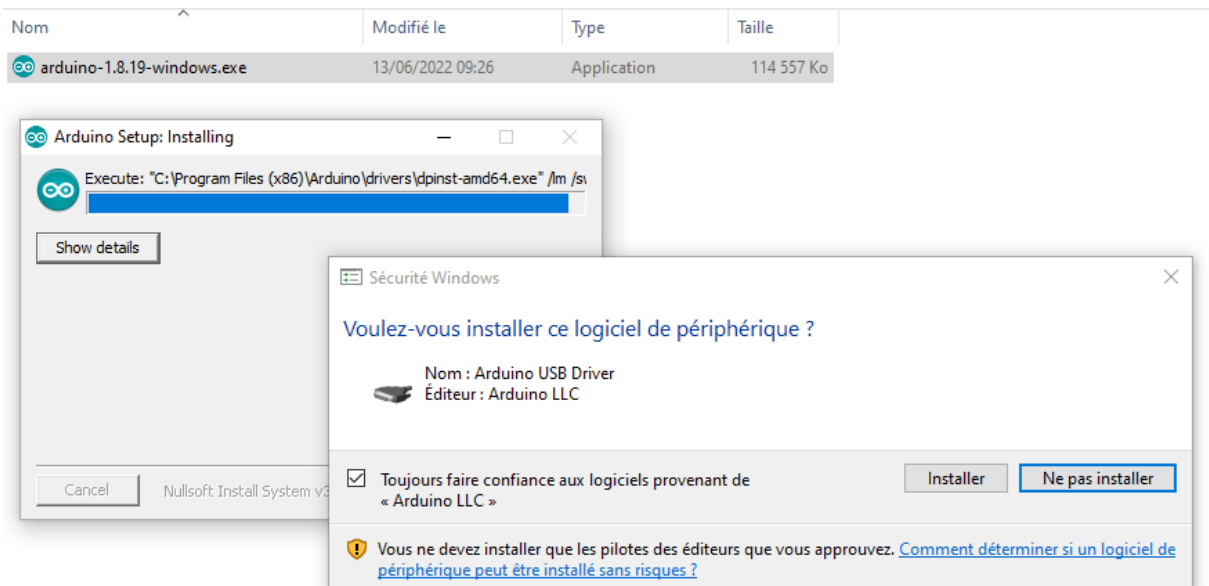 Nom Modifié le Type Taille
arduino-1.8.19-windows.exe 13/06/2022 09:26 Application 114 557 Ko
Arduino Setup: Installing
Execute: "C:\Program Files (x86)\Arduino\drivers\dpinst-amd64.exe" /lm /sw
Show details
Cancel Nullsoft Install System v3
Sécurité Windows
Voulez-vous installer ce logiciel de périphérique ?
Nom : Arduino USB Driver
Éditeur : Arduino LLC
Toujours faire confiance aux logiciels provenant de
« Arduino LLC »
Installer Ne pas installer
Vous ne devez installer que les pilotes des éditeurs que vous approuvez. Comment déterminer si un logiciel de
périphérique peut être installé sans risques ?